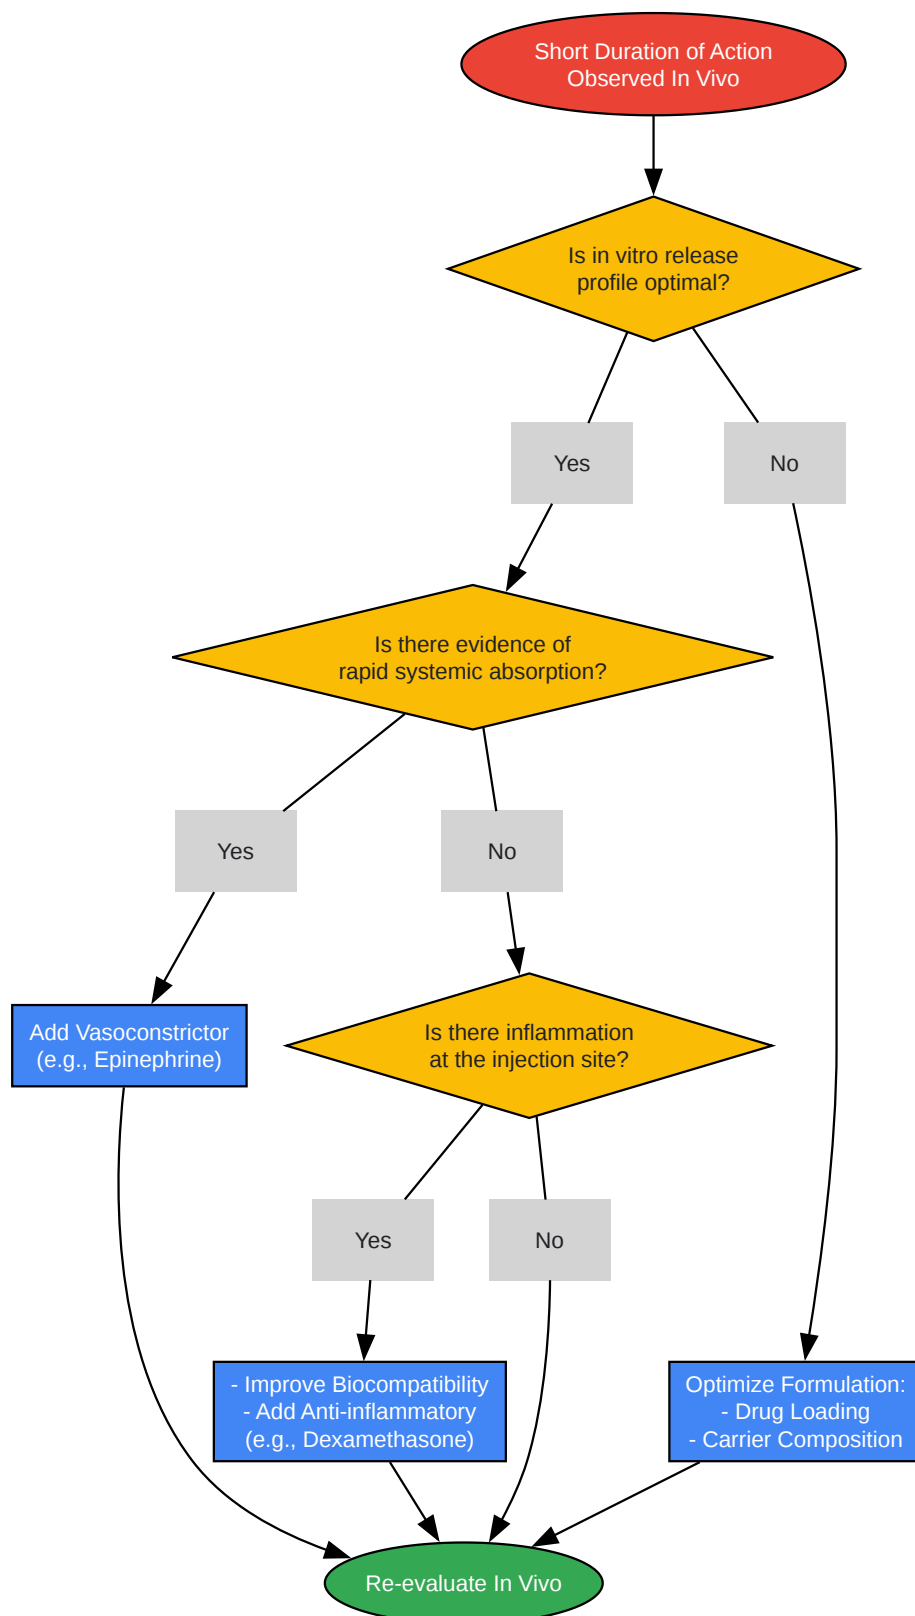 Short Duration of Action
Observed In Vivo
Is in vitro release
profile optimal?
Yes
No
Is there evidence of
rapid systemic absorption?
Yes
No
Add Vasoconstrictor
(e.g., Epinephrine)
Is there inflammation
at the injection site?
Yes
No
- Improve Biocompatibility
- Add Anti-inflammatory
(e.g., Dexamethasone)
Optimize Formulation:
- Drug Loading
- Carrier Composition
Re-evaluate In Vivo